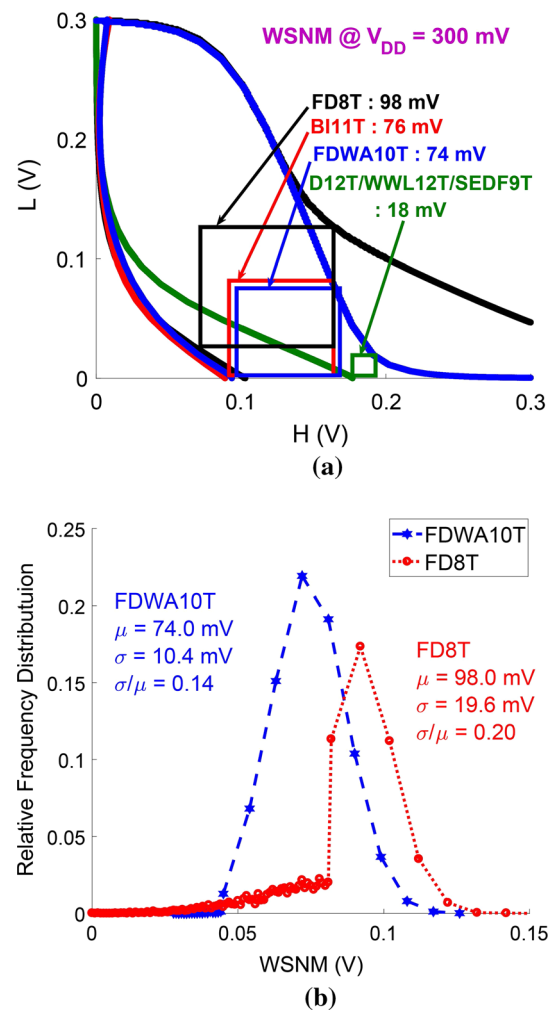 WSNM @ VDD = 300 mV
FD8T : 98 mV
BI11T : 76 mV
FDWA10T : 74 mV
D12T/WWL12T/SEDF9T
: 18 mV
L (V)
0.3
0.2
0.1
0
0 0.1 0.2 0.3
H (V)
(a)
Relative Frequency Distributuion
0.25
0.2
0.15
0.1
0.05
0
FDWA10T
FD8T
FDWA10T
μ = 74.0 mV
σ = 10.4 mV
σ/μ = 0.14
FD8T
μ = 98.0 mV
σ = 19.6 mV
σ/μ = 0.20
0 0.05 0.1 0.15
WSNM (V)
(b)